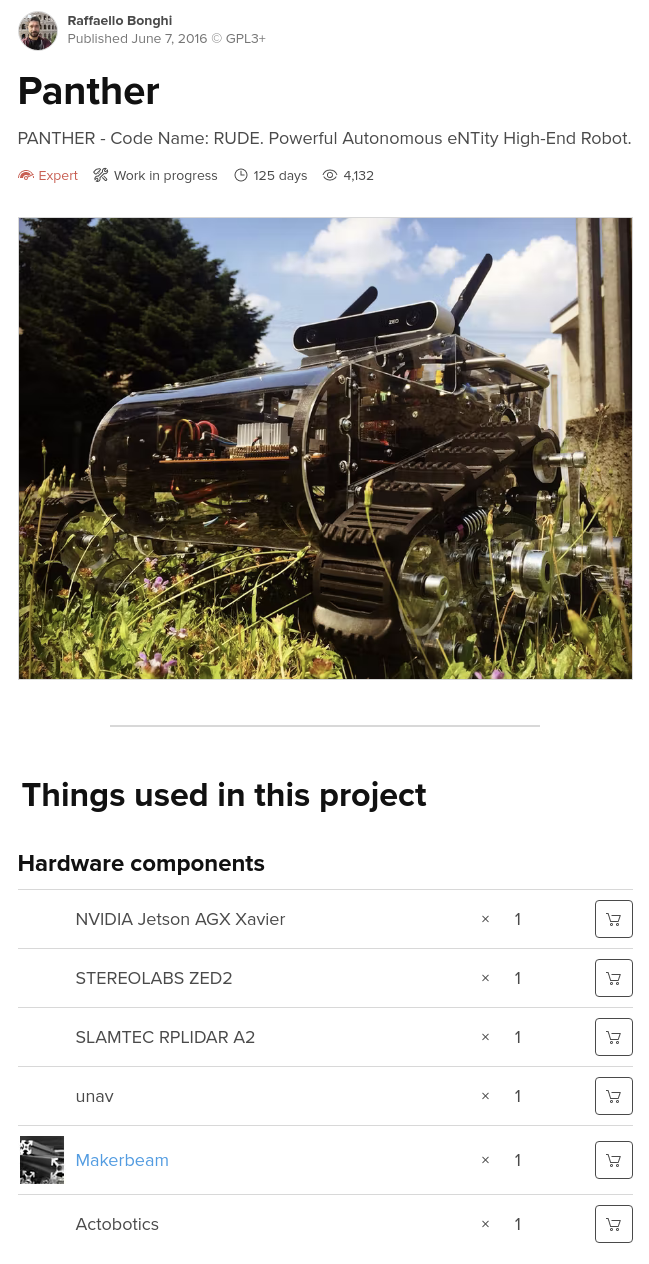 Raffaello Bonghi
Published June 7, 2016 © GPL3+
Panther
PANTHER - Code Name: RUDE. Powerful Autonomous eNTity High-End Robot.
Expert Work in progress 125 days 4,132
ZED
Things used in this project
Hardware components
NVIDIA Jetson AGX Xavier × 1
STEREOLABS ZED2 × 1
SLAMTEC RPLIDAR A2 × 1
unav × 1
Makerbeam × 1
Actobotics × 1